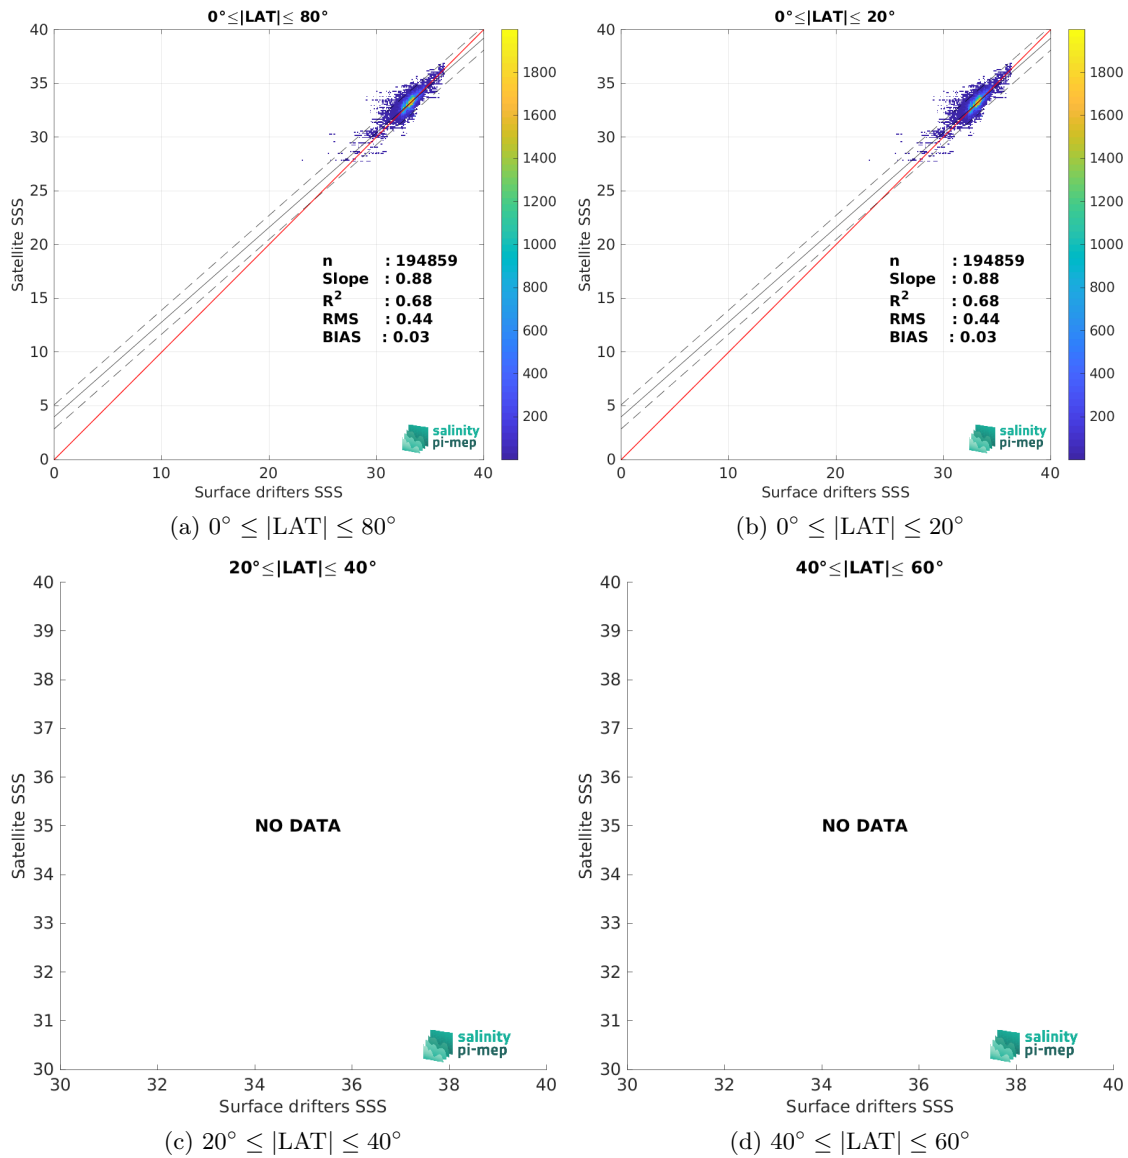 0°≤|LAT|≤ 80°
40
35
30
25
20
15
10
5
0
0
10
20
30
40
Satellite SSS
Surface drifters SSS
n : 194859
Slope : 0.88
R² : 0.68
RMS : 0.44
BIAS : 0.03
salinity
pi-mep
1800
1600
1400
1200
1000
800
600
400
200
(a) 0° ≤ |LAT| ≤ 80°
0°≤|LAT|≤ 20°
40
35
30
25
20
15
10
5
0
0
10
20
30
40
Satellite SSS
Surface drifters SSS
n : 194859
Slope : 0.88
R² : 0.68
RMS : 0.44
BIAS : 0.03
salinity
pi-mep
1800
1600
1400
1200
1000
800
600
400
200
(b) 0° ≤ |LAT| ≤ 20°
20°≤|LAT|≤ 40°
40
39
38
37
36
35
34
33
32
31
30
30
32
34
36
38
40
Satellite SSS
NO DATA
Surface drifters SSS
salinity
pi-mep
(c) 20° ≤ |LAT| ≤ 40°
40°≤|LAT|≤ 60°
40
39
38
37
36
35
34
33
32
31
30
30
32
34
36
38
40
Satellite SSS
NO DATA
Surface drifters SSS
salinity
pi-mep
(d) 40° ≤ |LAT| ≤ 60°